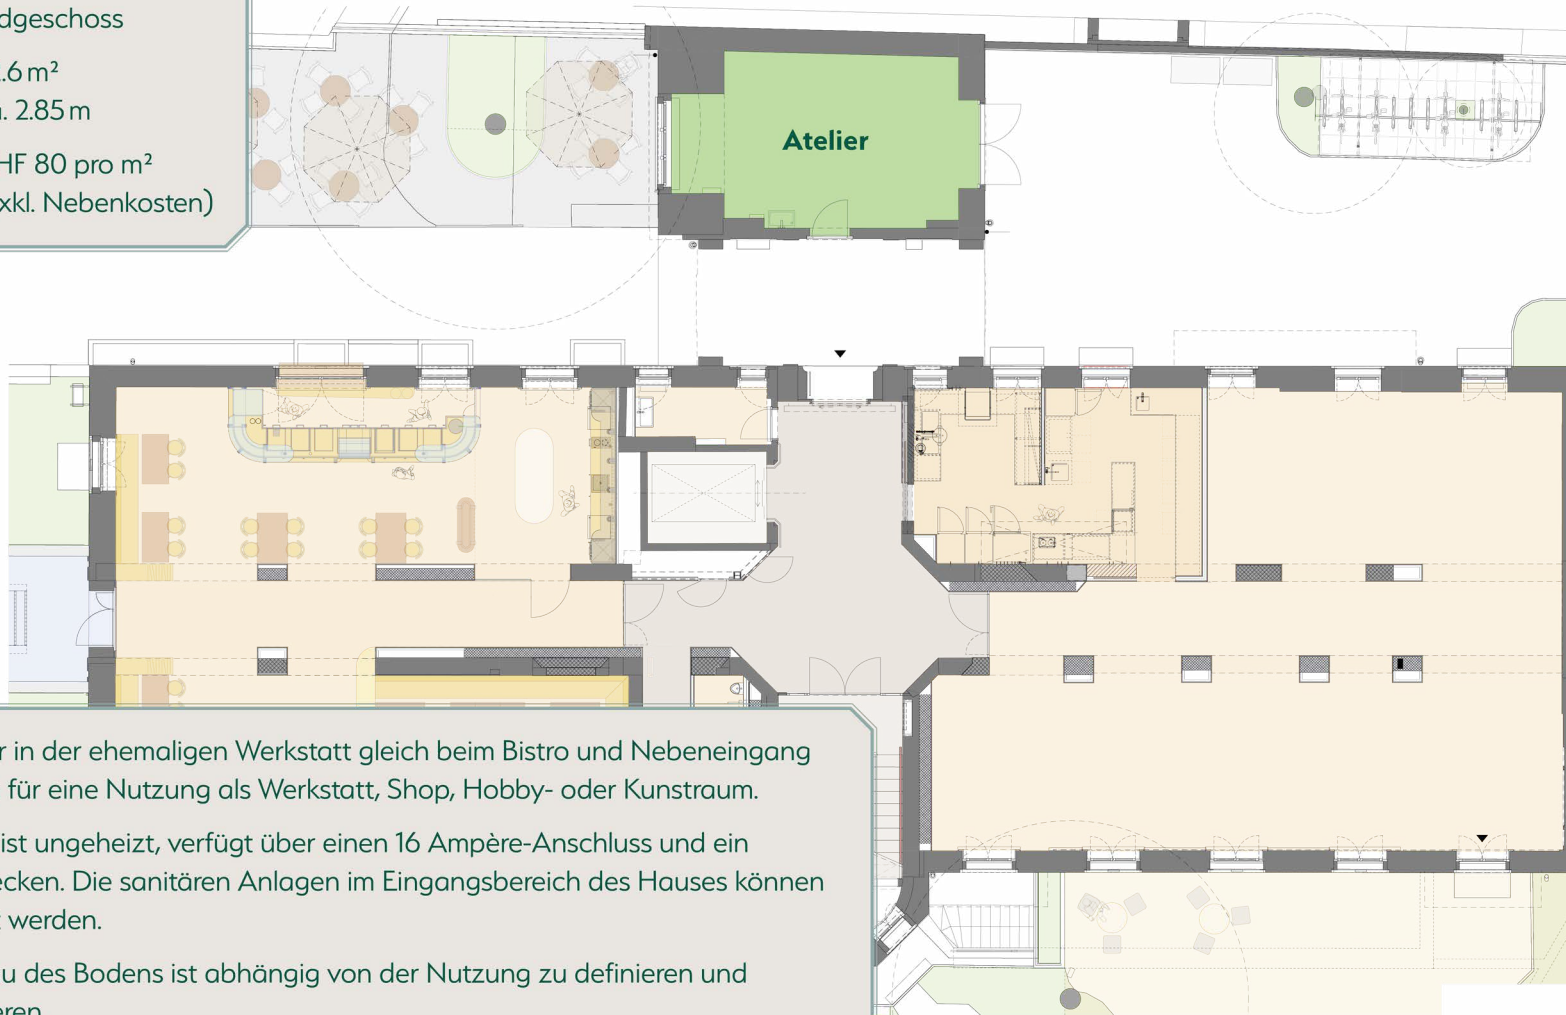 dgeschoss
.6 m²
. 2.85 m
HF 80 pro m²
xkl. Nebenkosten)
Atelier
r in der ehemaligen Werkstatt gleich beim Bistro und Nebeneingang
für eine Nutzung als Werkstatt, Shop, Hobby- oder Kunstraum.
ist ungeheizt, verfügt über einen 16 Ampère-Anschluss und ein
ecken. Die sanitären Anlagen im Eingangsbereich des Hauses können
t werden.
u des Bodens ist abhängig von der Nutzung zu definieren und
eren.